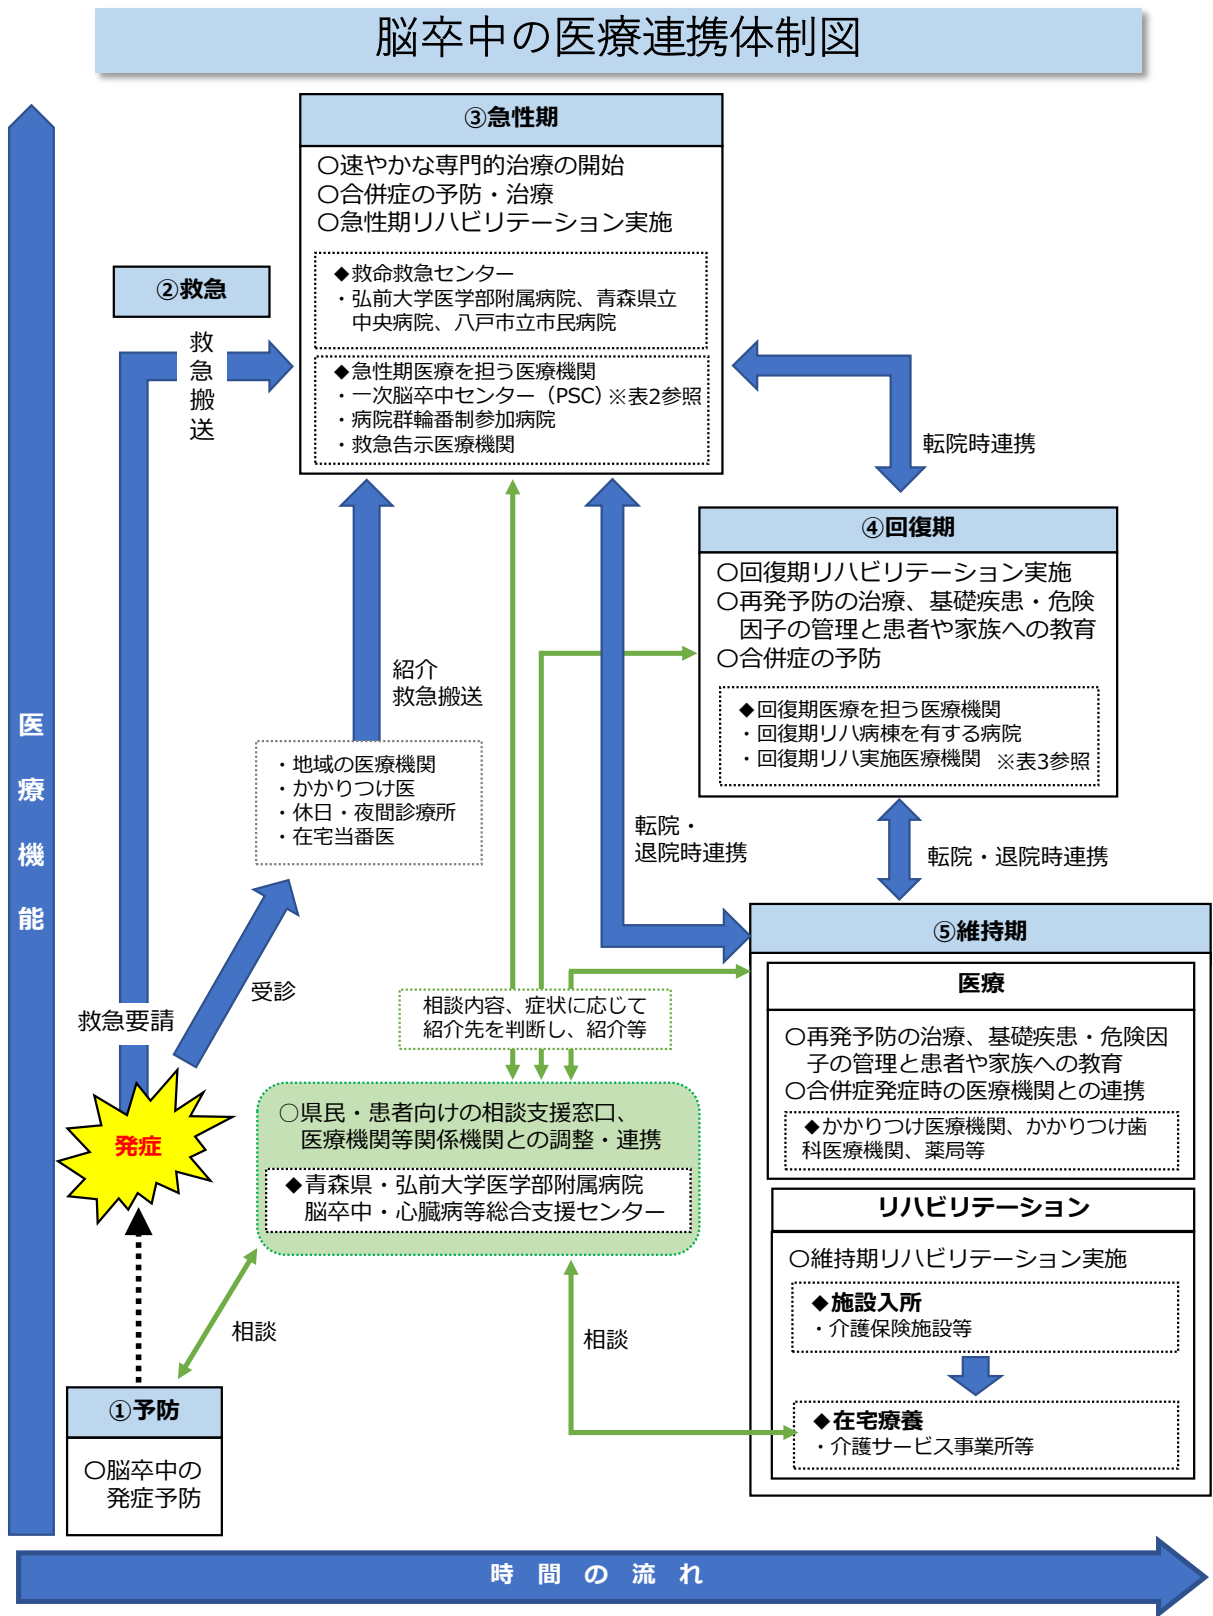 脳卒中の医療連携体制図
③急性期
〇速やかな専門的治療の開始
〇合併症の予防・治療
〇急性期リハビリテーション実施
◆救命救急センター
・弘前大学医学部附属病院、青森県立
中央病院、八戸市立市民病院
◆急性期医療を担う医療機関
・一次脳卒中センター（PSC）※表2参照
・病院群輪番制参加病院
・救急告示医療機関
②救急
救急搬送
転院時連携
④回復期
〇回復期リハビリテーション実施
〇再発予防の治療、基礎疾患・危険
因子の管理と患者や家族への教育
〇合併症の予防
◆回復期医療を担う医療機関
・回復期リハ病棟を有する病院
・回復期リハ実施医療機関 ※表3参照
紹介
救急搬送
・地域の医療機関
・かかりつけ医
・休日・夜間診療所
・在宅当番医
転院・
退院時連携
転院・退院時連携
医療機能
受診
救急要請
発症
相談内容、症状に応じて
紹介先を判断し、紹介等
○県民・患者向けの相談支援窓口、
医療機関等関係機関との調整・連携
◆青森県・弘前大学医学部附属病院
脳卒中・心臓病等総合支援センター
⑤維持期
医療
〇再発予防の治療、基礎疾患・危険因
子の管理と患者や家族への教育
〇合併症発症時の医療機関との連携
◆かかりつけ医療機関、かかりつけ歯
科医療機関、薬局等
リハビリテーション
〇維持期リハビリテーション実施
◆施設入所
・介護保険施設等
◆在宅療養
・介護サービス事業所等
相談
相談
①予防
〇脳卒中の
発症予防
時間の流れ